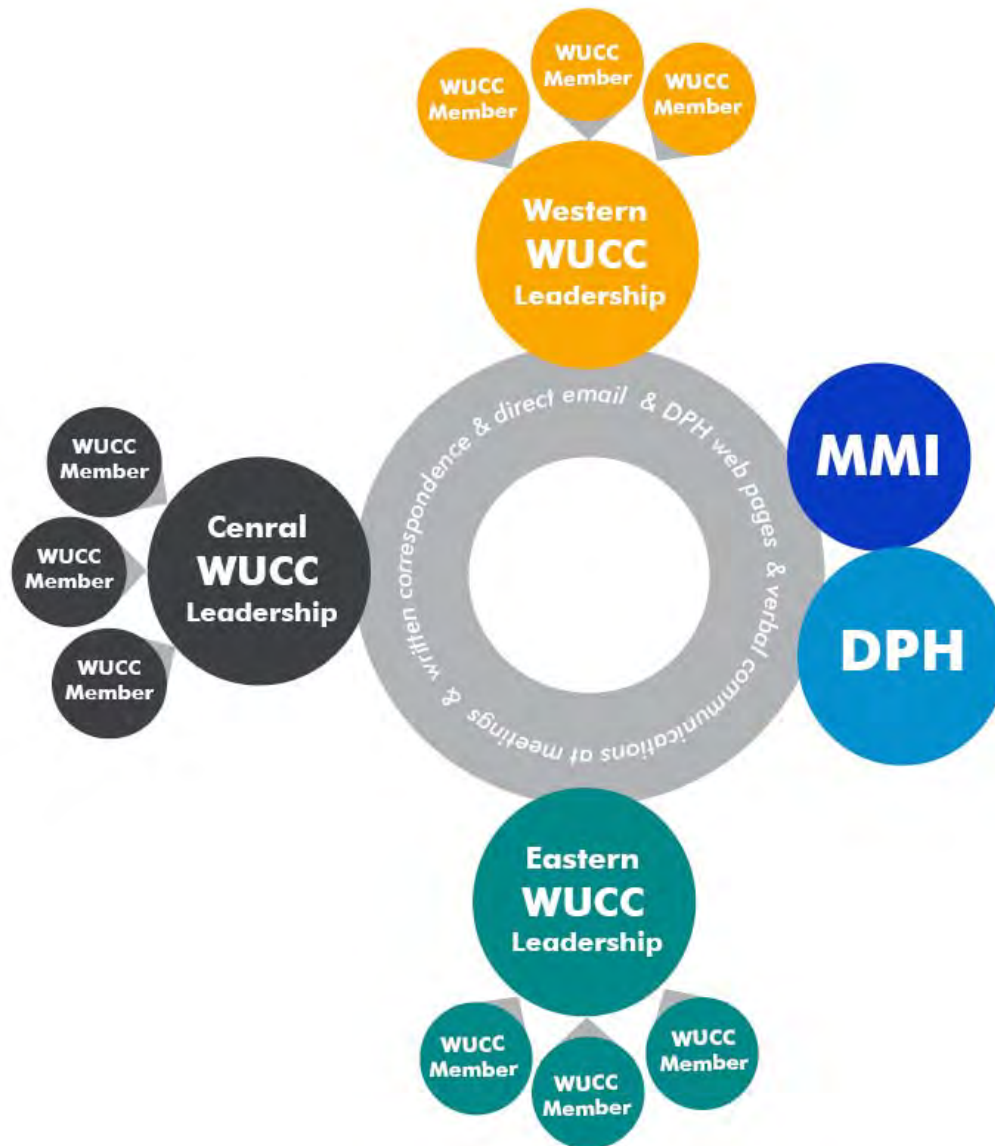 WUCC
Member
WUCC
Member
WUCC
Member
Western
WUCC
Leadership
& written correspondence & direct email & DPH web pages & verbal communications at meetings
MMI
DPH
WUCC
Member
WUCC
Member
WUCC
Member
Cenral
WUCC
Leadership
Eastern
WUCC
Leadership
WUCC
Member
WUCC
Member
WUCC
Member